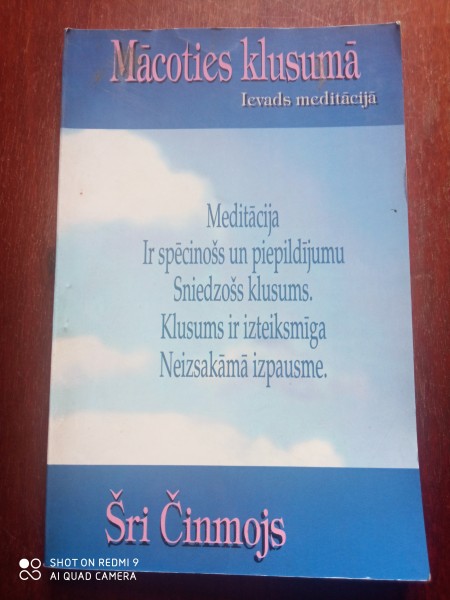 Mācoties klusumā
Ievads meditācijā
Meditācija
Ir spēcinošs un piepildījumu
Sniedzošs klusums.
Klusums ir izteiksmīga
Neizsakāmā izpausme.
Šri Činmojs
SHOT ON REDMI 9
AI QUAD CAMERA